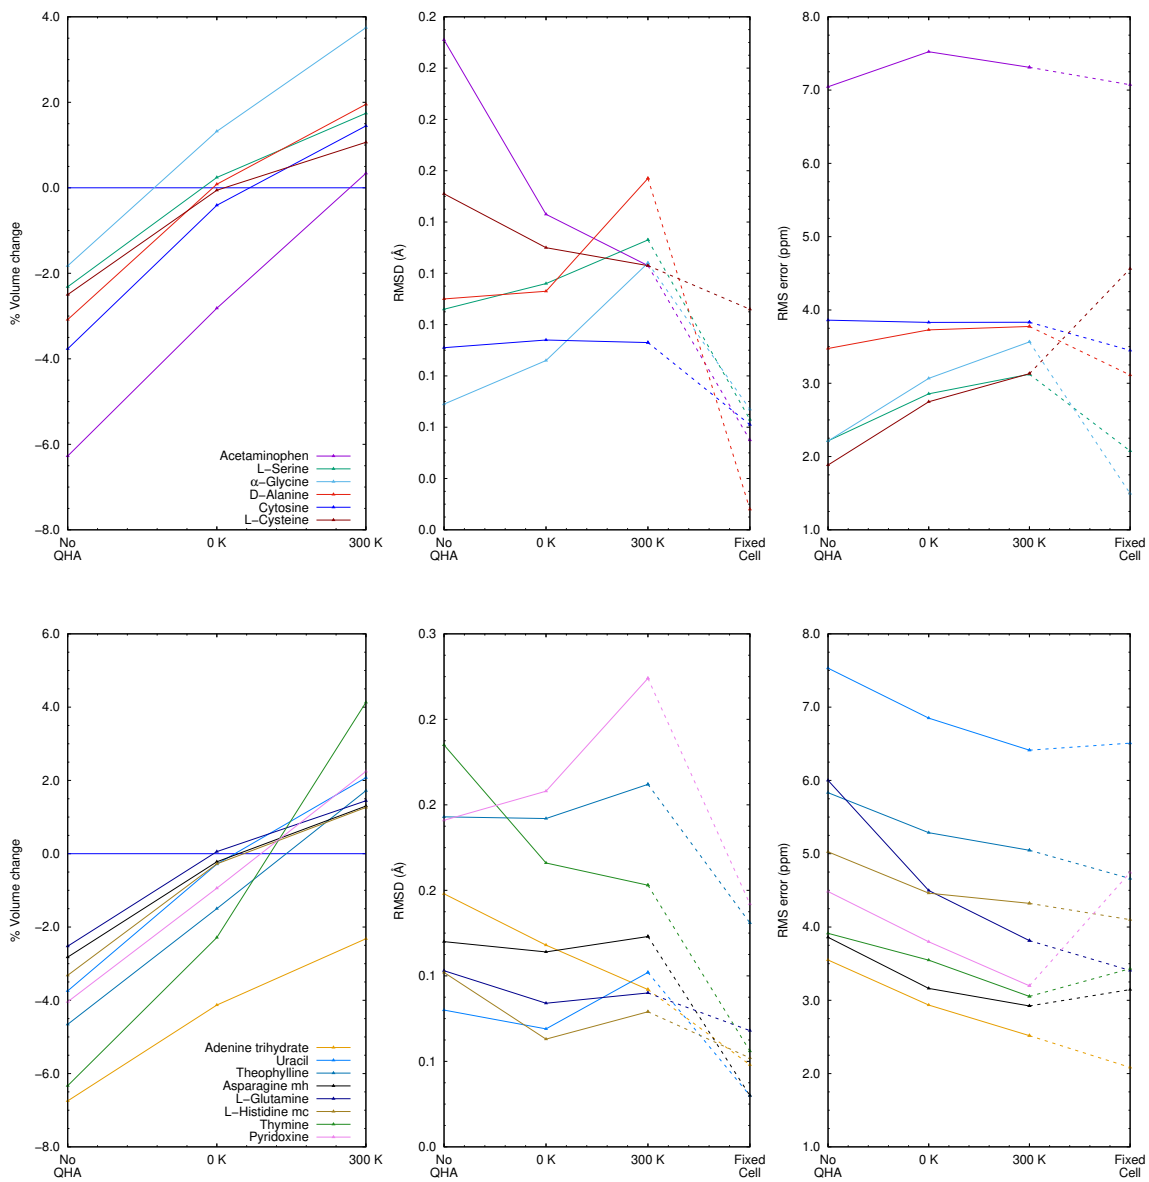 4.0
2.0
0.0
−2.0
−4.0
−6.0
−8.0
% Volume change
No
QHA
0 K
300 K
Acetaminophen
L−Serine
α−Glycine
D−Alanine
Cytosine
L−Cysteine
0.2
0.2
0.2
0.2
0.1
0.1
0.1
0.1
0.1
0.0
0.0
RMSD (Å)
No
QHA
0 K
300 K
Fixed
Cell
8.0
7.0
8.0
5.0
4.0
3.0
2.0
1.0
RMS error (ppm)
No
QHA
0 K
300 K
Fixed
Cell
6.0
4.0
2.0
0.0
−2.0
−4.0
−6.0
−8.0
% Volume change
No
QHA
0 K
300 K
Adenine trihydrate
Uracil
Theophylline
Asparagine mh
L−Glutamine
L−Histidine mc
Thymine
Pyridoxine
0.3
0.2
0.2
0.2
0.1
0.1
0.0
RMSD (Å)
No
QHA
0 K
300 K
Fixed
Cell
8.0
7.0
6.0
5.0
4.0
3.0
2.0
1.0
RMS error (ppm)
No
QHA
0 K
300 K
Fixed
Cell